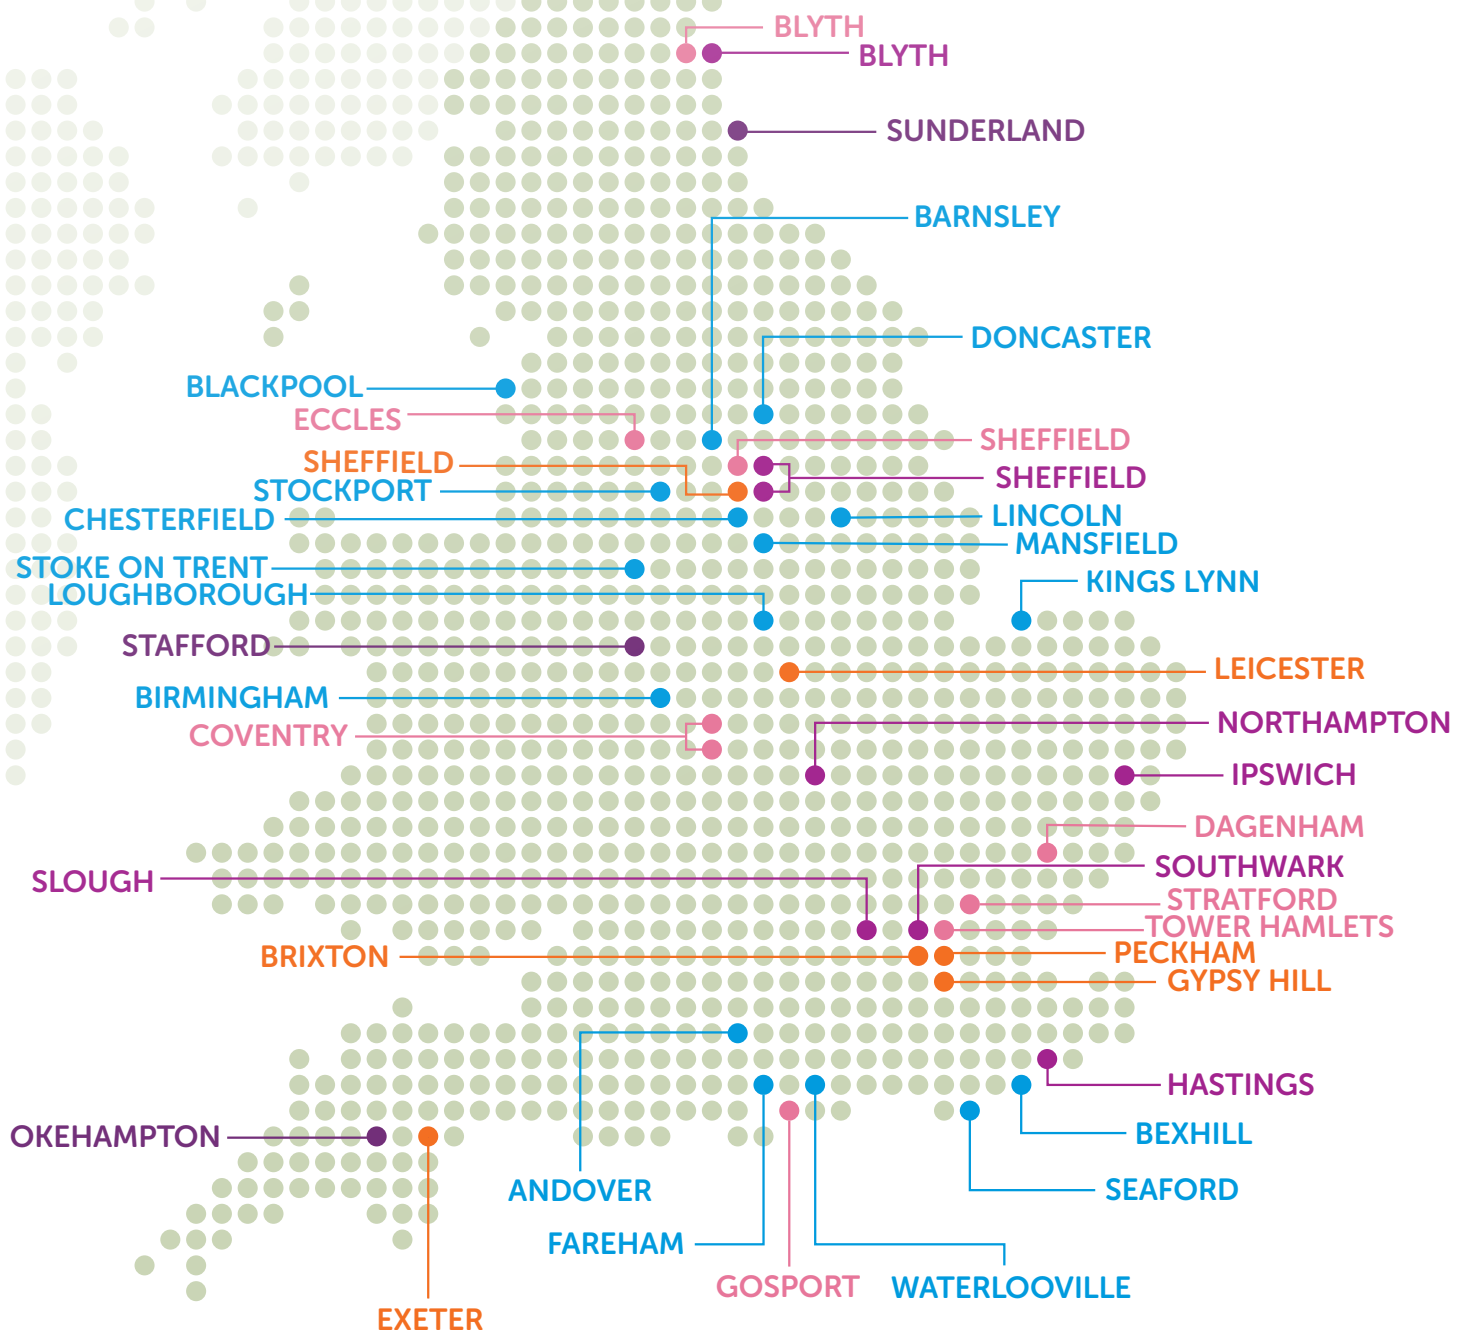 BLYTH
BLYTH
SUNDERLAND
BARNSLEY
DONCASTER
BLACKPOOL
ECCLES
SHEFFIELD
SHEFFIELD
SHEFFIELD
STOCKPORT
CHESTERFIELD
LINCOLN
MANSFIELD
STOKE ON TRENT
KINGS LYNN
LOUGHBOROUGH
STAFFORD
LEICESTER
BIRMINGHAM
NORTHAMPTON
COVENTRY
IPSWICH
DAGENHAM
SOUTHWARK
SLOUGH
STRATFORD
TOWER HAMLETS
PECKHAM
BRIXTON
GYPSY HILL
HASTINGS
BEXHILL
OKEHAMPTON
SEAFORD
ANDOVER
FAREHAM
GOSPORT
WATERLOOVILLE
EXETER